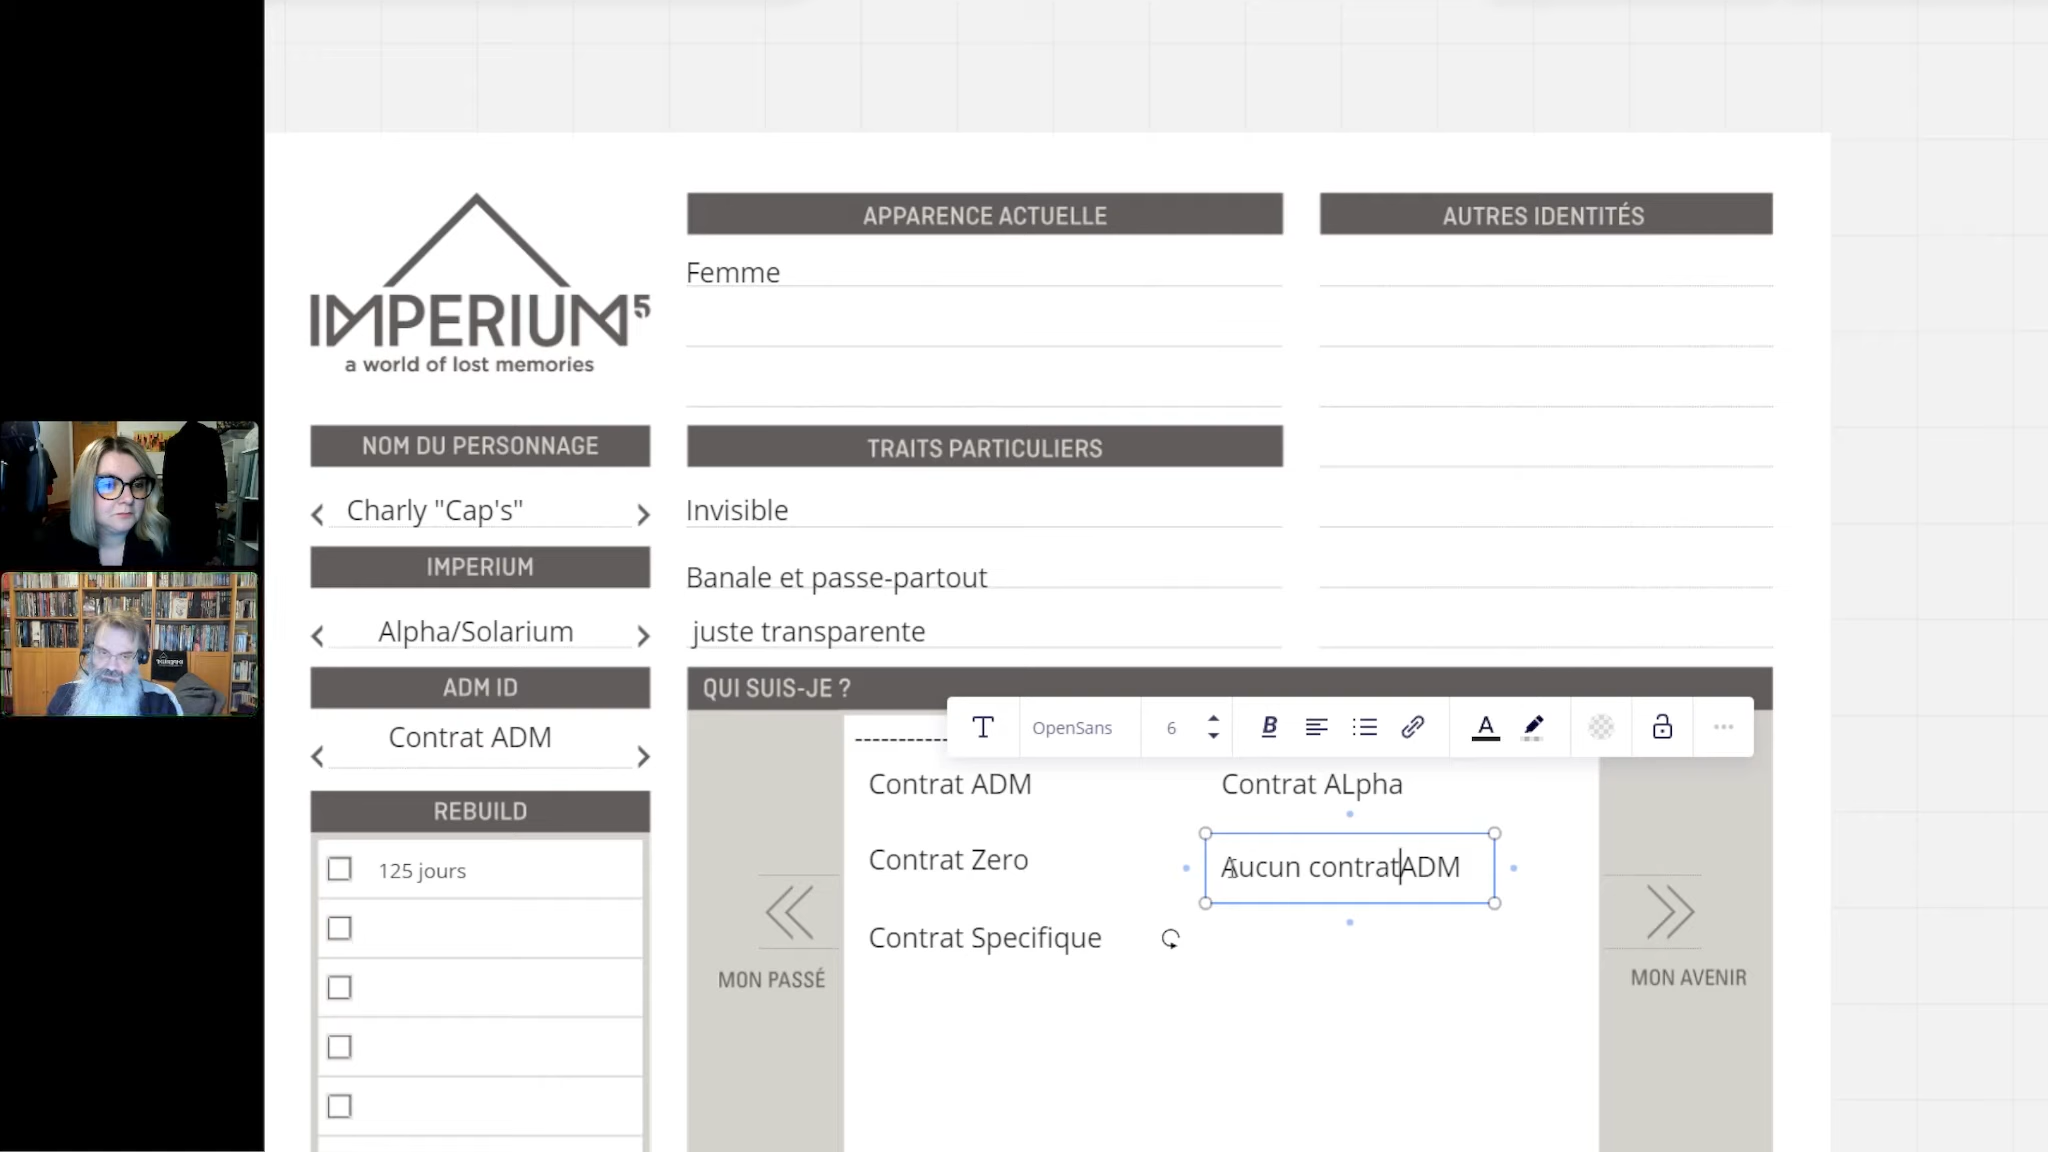 IMPERIUM5
a world of lost memories
APPARENCE ACTUELLE
Femme
AUTRES IDENTITÉS
NOM DU PERSONNAGE
Charly "Cap's"
TRAITS PARTICULIERS
Invisible
Banale et passe-partout
juste transparente
IMPERIUM
Alpha/Solarium
ADM ID
Contrat ADM
REBUILD
125 jours
QUI SUIS-JE ?
T OpenSans 6 B A
Contrat ADM
Contrat ALpha
Contrat Zero
Aucun contratADM
Contrat Specifique
MON PASSÉ
MON AVENIR